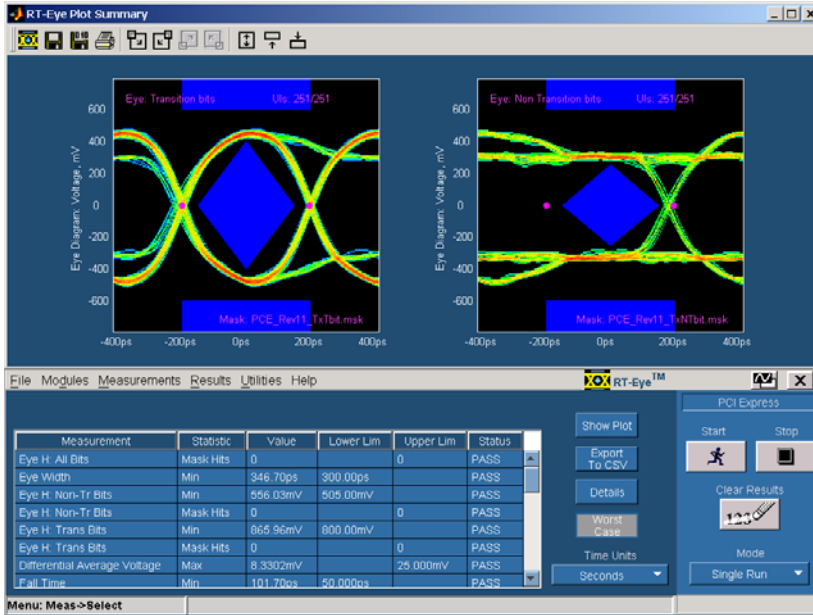 RT-Eye Plot Summary
Eye: Transition bits UIs: 251/251
600
400
200
0
-200
-400
-600
Eye Diagram: Voltage, mV
Mask: PCE_Rev11_TxTbit.msk
-400ps -200ps 0ps 200ps 400ps
Eye: Non Transition bits UIs: 251/251
600
400
200
0
-200
-400
-600
Eye Diagram: Voltage, mV
Mask: PCE_Rev11_TxNTbit.msk
-400ps -200ps 0ps 200ps 400ps
File Modules Measurements Results Utilities Help
RT-Eye™
Measurement Statistic Value Lower Lim Upper Lim Status
Eye H: All Bits Mask Hits 0 0 PASS
Eye Width Min 346.70ps 300.00ps PASS
Eye H: Non-Tr Bits Min 556.03mV 505.00mV PASS
Eye H: Non-Tr Bits Mask Hits 0 0 PASS
Eye H: Trans Bits Min 865.96mV 800.00mV PASS
Eye H: Trans Bits Mask Hits 0 0 PASS
Differential Average Voltage Max 8.3302mV 25.000mV PASS
Fall Time Min 101.70ps 50.000ps PASS
Show Plot
Export
To CSV
Details
Worst
Case
Time Units
Seconds
PCI Express
Start Stop
Clear Results
123
Mode
Single Run
Menu: Meas->Select